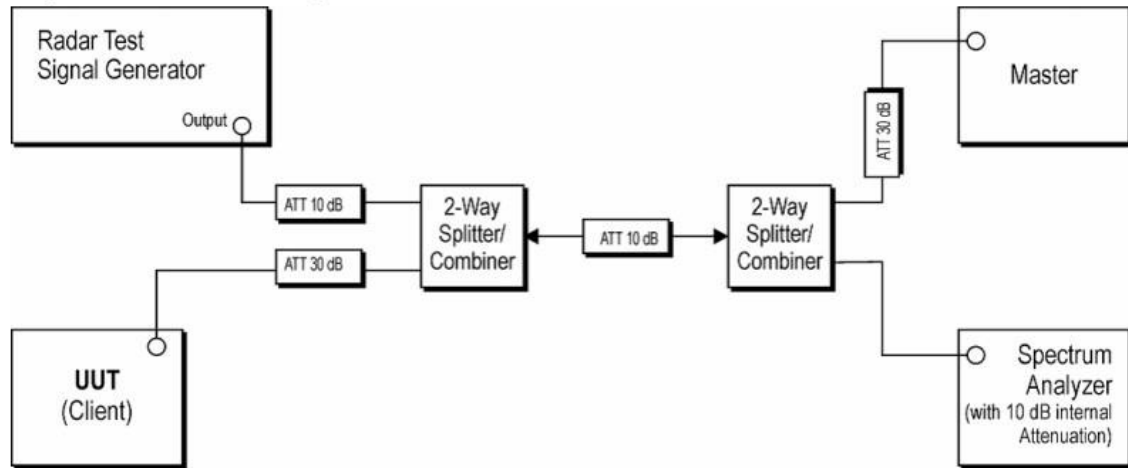 Radar Test
Signal Generator
Output
ATT 10 dB
2-Way
Splitter/
Combiner
ATT 30 dB
ATT 10 dB
2-Way
Splitter/
Combiner
ATT 30 dB
Master
UUT
(Client)
Spectrum
Analyzer
(with 10 dB internal
Attenuation)